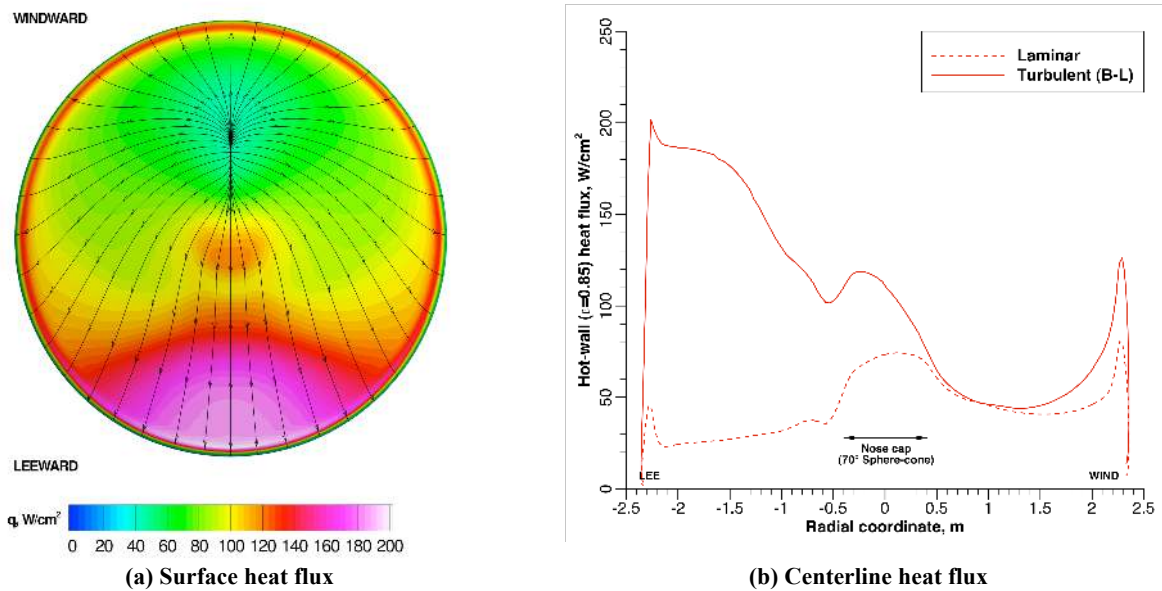 WINDWARD
LEEWARD
q, W/cm²
0 20 40 60 80 100 120 140 160 180 200
(a) Surface heat flux
Hot-wall (ε=0.85) heat flux, W/cm²
250
200
150
100
50
0
Laminar
Turbulent (B-L)
Nose cap
(70° Sphere-cone)
LEE
WIND
-2.5 -2 -1.5 -1 -0.5 0 0.5 1 1.5 2 2.5
Radial coordinate, m
(b) Centerline heat flux